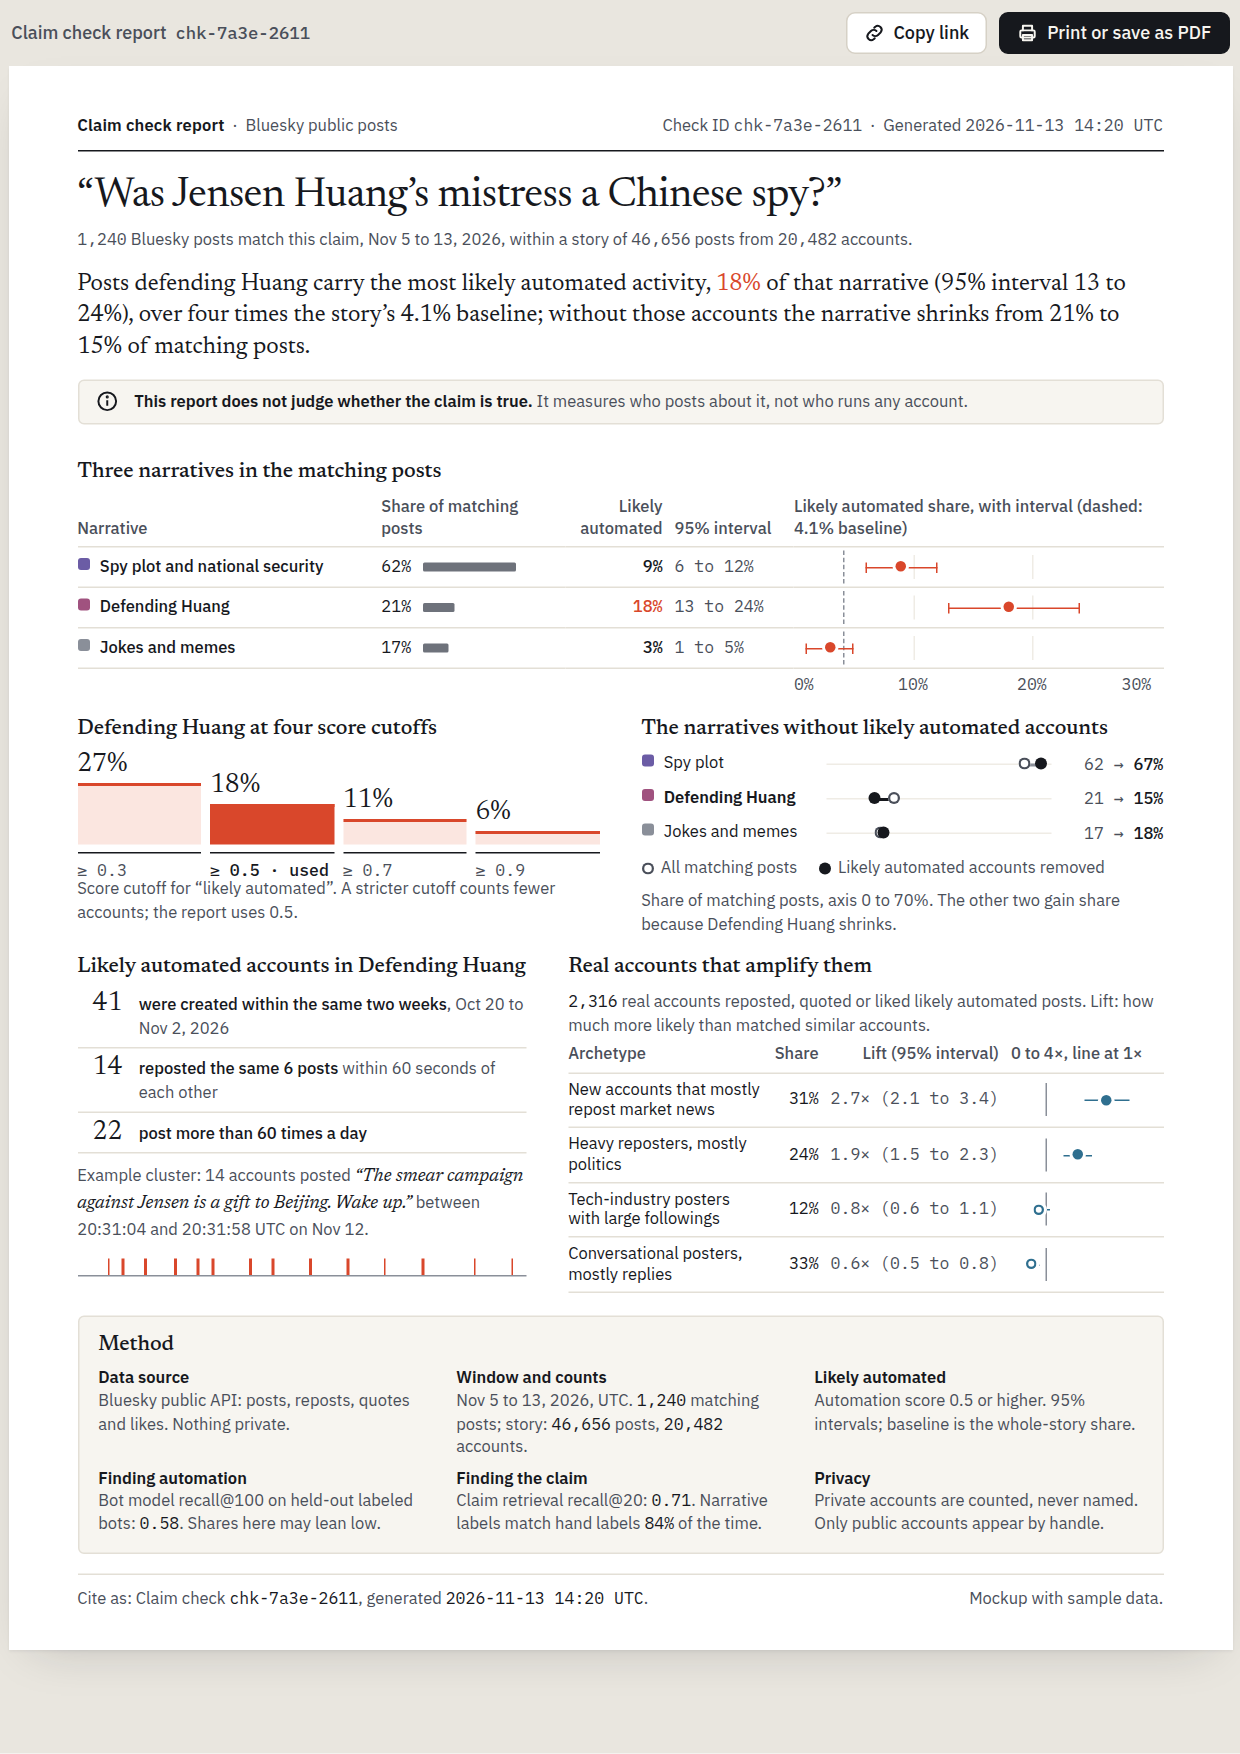 Claim check report chk-7a3e-2611
Copy link
Print or save as PDF
Claim check report · Bluesky public posts
Check ID chk-7a3e-2611 · Generated 2026-11-13 14:20 UTC
“Was Jensen Huang’s mistress a Chinese spy?”
1,240 Bluesky posts match this claim, Nov 5 to 13, 2026, within a story of 46,656 posts from 20,482 accounts.
Posts defending Huang carry the most likely automated activity, 18% of that narrative (95% interval 13 to
24%), over four times the story’s 4.1% baseline; without those accounts the narrative shrinks from 21% to
15% of matching posts.
This report does not judge whether the claim is true. It measures who posts about it, not who runs any account.
Three narratives in the matching posts
Narrative
Share of matching
posts
Likely
automated
95% interval
Likely automated share, with interval (dashed:
4.1% baseline)
Spy plot and national security 62% 9% 6 to 12%
Defending Huang 21% 18% 13 to 24%
Jokes and memes 17% 3% 1 to 5%
0% 10% 20% 30%
Defending Huang at four score cutoffs
27%
18%
11%
6%
≥ 0.3 ≥ 0.5 · used ≥ 0.7 ≥ 0.9
Score cutoff for “likely automated”. A stricter cutoff counts fewer
accounts; the report uses 0.5.
The narratives without likely automated accounts
Spy plot 62 → 67%
Defending Huang 21 → 15%
Jokes and memes 17 → 18%
All matching posts Likely automated accounts removed
Share of matching posts, axis 0 to 70%. The other two gain share
because Defending Huang shrinks.
Likely automated accounts in Defending Huang
41 were created within the same two weeks, Oct 20 to
Nov 2, 2026
14 reposted the same 6 posts within 60 seconds of
each other
22 post more than 60 times a day
Example cluster: 14 accounts posted “The smear campaign
against Jensen is a gift to Beijing. Wake up.” between
20:31:04 and 20:31:58 UTC on Nov 12.
Real accounts that amplify them
2,316 real accounts reposted, quoted or liked likely automated posts. Lift: how
much more likely than matched similar accounts.
Archetype Share Lift (95% interval) 0 to 4×, line at 1×
New accounts that mostly
repost market news
31% 2.7× (2.1 to 3.4)
Heavy reposters, mostly
politics
24% 1.9× (1.5 to 2.3)
Tech-industry posters
with large followings
12% 0.8× (0.6 to 1.1)
Conversational posters,
mostly replies
33% 0.6× (0.5 to 0.8)
Method
Data source
Bluesky public API: posts, reposts, quotes
and likes. Nothing private.
Window and counts
Nov 5 to 13, 2026, UTC. 1,240 matching
posts; story: 46,656 posts, 20,482
accounts.
Likely automated
Automation score 0.5 or higher. 95%
intervals; baseline is the whole-story share.
Finding automation
Bot model recall@100 on held-out labeled
bots: 0.58. Shares here may lean low.
Finding the claim
Claim retrieval recall@20: 0.71. Narrative
labels match hand labels 84% of the time.
Privacy
Private accounts are counted, never named.
Only public accounts appear by handle.
Cite as: Claim check chk-7a3e-2611, generated 2026-11-13 14:20 UTC.
Mockup with sample data.